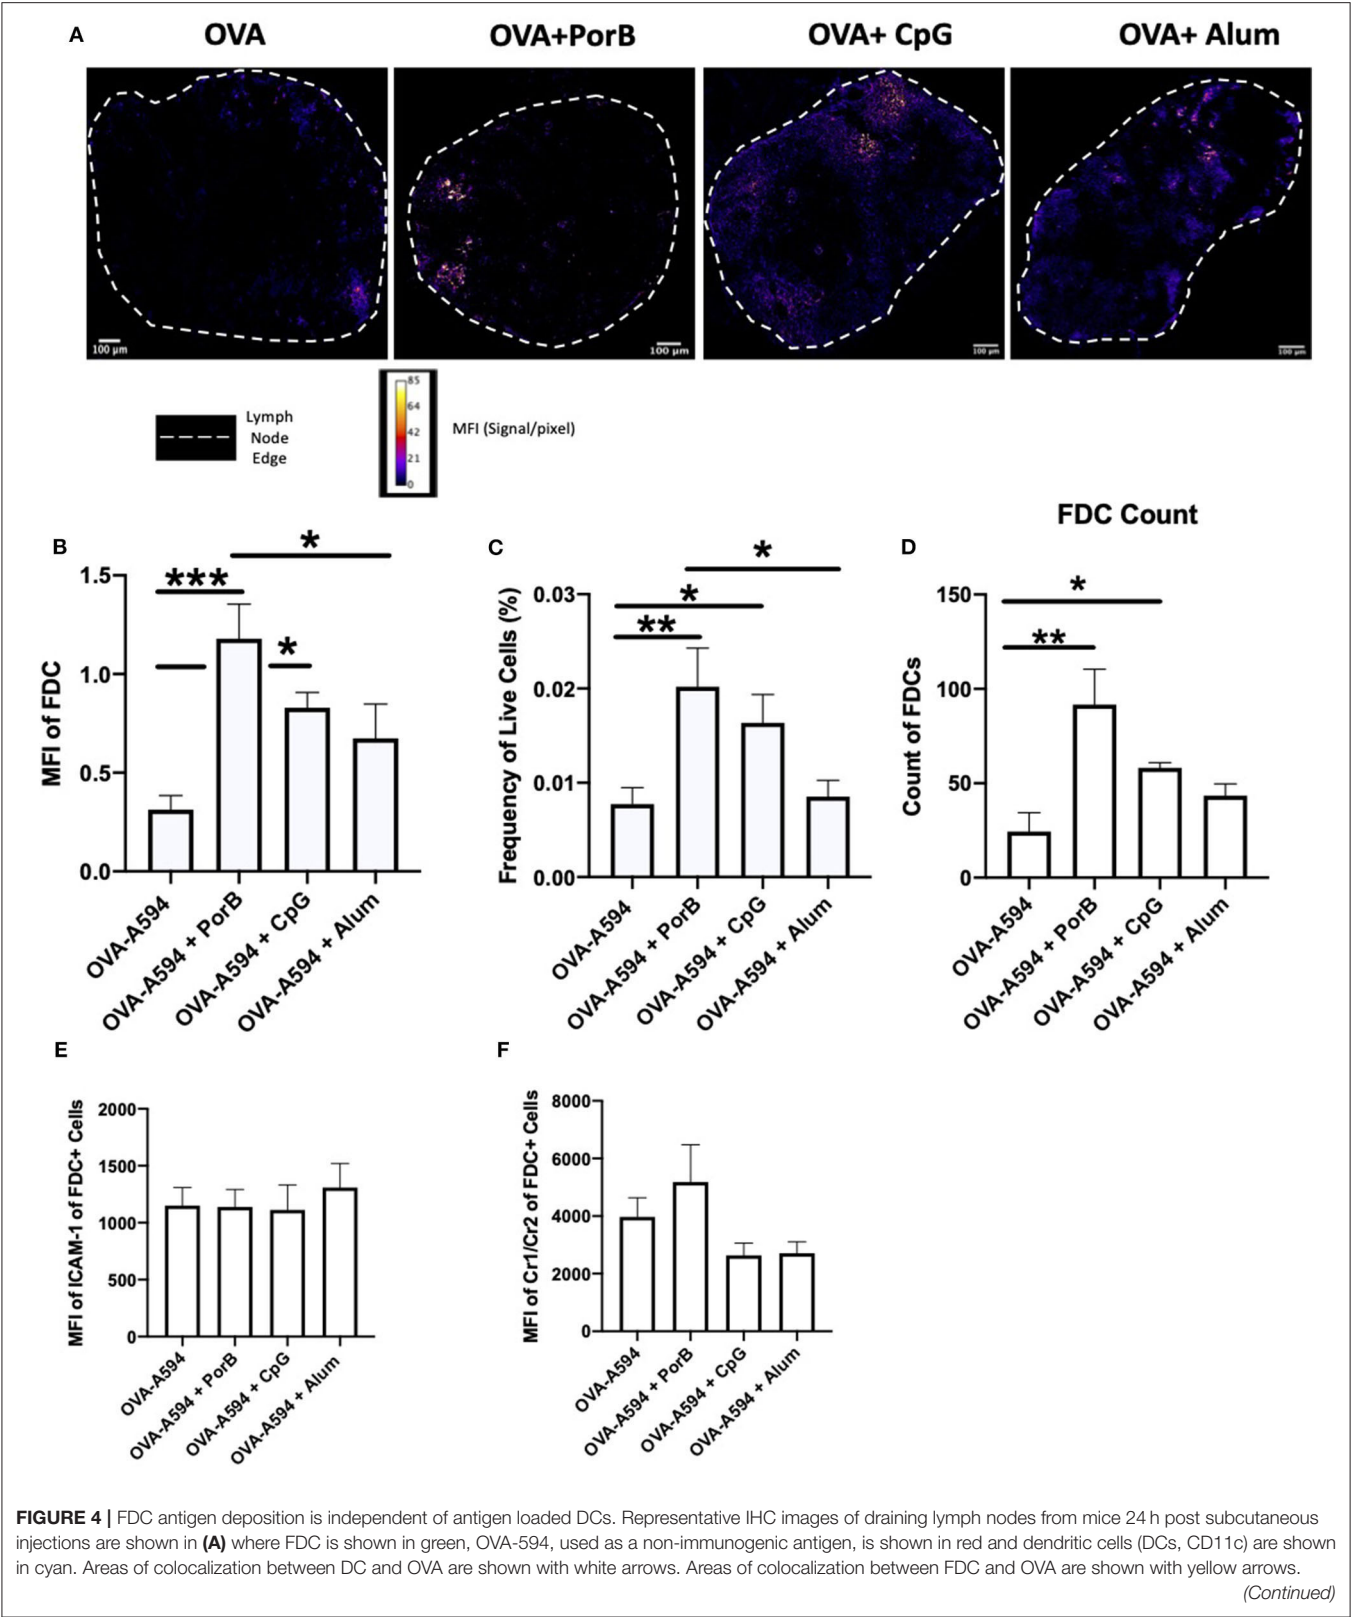 A
OVA
OVA+PorB
OVA+ CpG
OVA+ Alum
100 µm
100 µm
100 µm
100 µm
Lymph
Node
Edge
85
64
42
21
0
MFI (Signal/pixel)
B
MFI of FDC
1.5
1.0
0.5
0.0
***
*
*
OVA-A594
OVA-A594 + PorB
OVA-A594 + CpG
OVA-A594 + Alum
C
Frequency of Live Cells (%)
0.03
0.02
0.01
0.00
*
*
**
OVA-A594
OVA-A594 + PorB
OVA-A594 + CpG
OVA-A594 + Alum
FDC Count
D
Count of FDCs
150
100
50
0
*
**
OVA-A594
OVA-A594 + PorB
OVA-A594 + CpG
OVA-A594 + Alum
E
MFI of ICAM-1 of FDC+ Cells
2000
1500
1000
500
0
OVA-A594
OVA-A594 + PorB
OVA-A594 + CpG
OVA-A594 + Alum
F
MFI of Cr1/Cr2 of FDC+ Cells
8000
6000
4000
2000
0
OVA-A594
OVA-A594 + PorB
OVA-A594 + CpG
OVA-A594 + Alum
FIGURE 4 | FDC antigen deposition is independent of antigen loaded DCs. Representative IHC images of draining lymph nodes from mice 24 h post subcutaneous
injections are shown in (A) where FDC is shown in green, OVA-594, used as a non-immunogenic antigen, is shown in red and dendritic cells (DCs, CD11c) are shown
in cyan. Areas of colocalization between DC and OVA are shown with white arrows. Areas of colocalization between FDC and OVA are shown with yellow arrows.
(Continued)